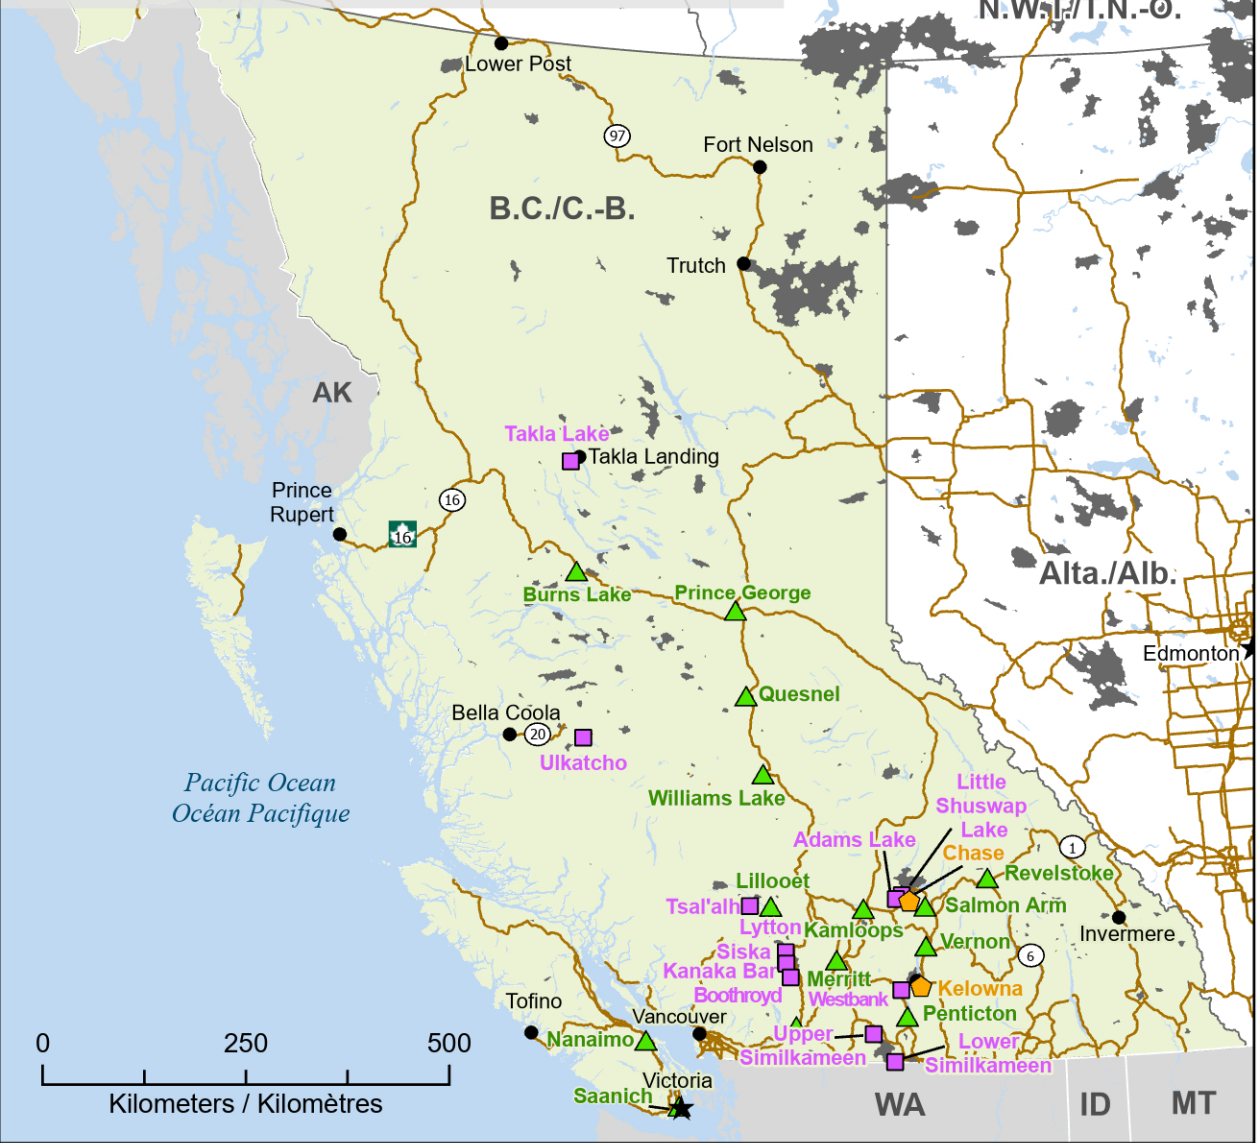 N.W.T./T.N.-O.
Lower Post
97
Fort Nelson
B.C./C.-B.
Trutch
AK
Takla Lake
Takla Landing
Prince
Rupert
16
16
Alta./Alb.
Burns Lake
Prince George
Edmonton
Quesnel
Bella Coola
20
Ulkatcho
Pacific Ocean
Océan Pacifique
Williams Lake
Little
Shuswap
Lake
Adams Lake
Chase
1
Revelstoke
Lillooet
Tsal'alh
Salmon Arm
Lytton
Kamloops
Invermere
Siska
Vernon
6
Kanaka Bar
Merritt
Boothroyd
Westbank
Kelowna
Tofino
Vancouver
Penticton
Nanaimo
Upper
Similkameen
Lower
Similkameen
0 250 500
Kilometers / Kilomètres
Victoria
Saanich
WA
ID
MT